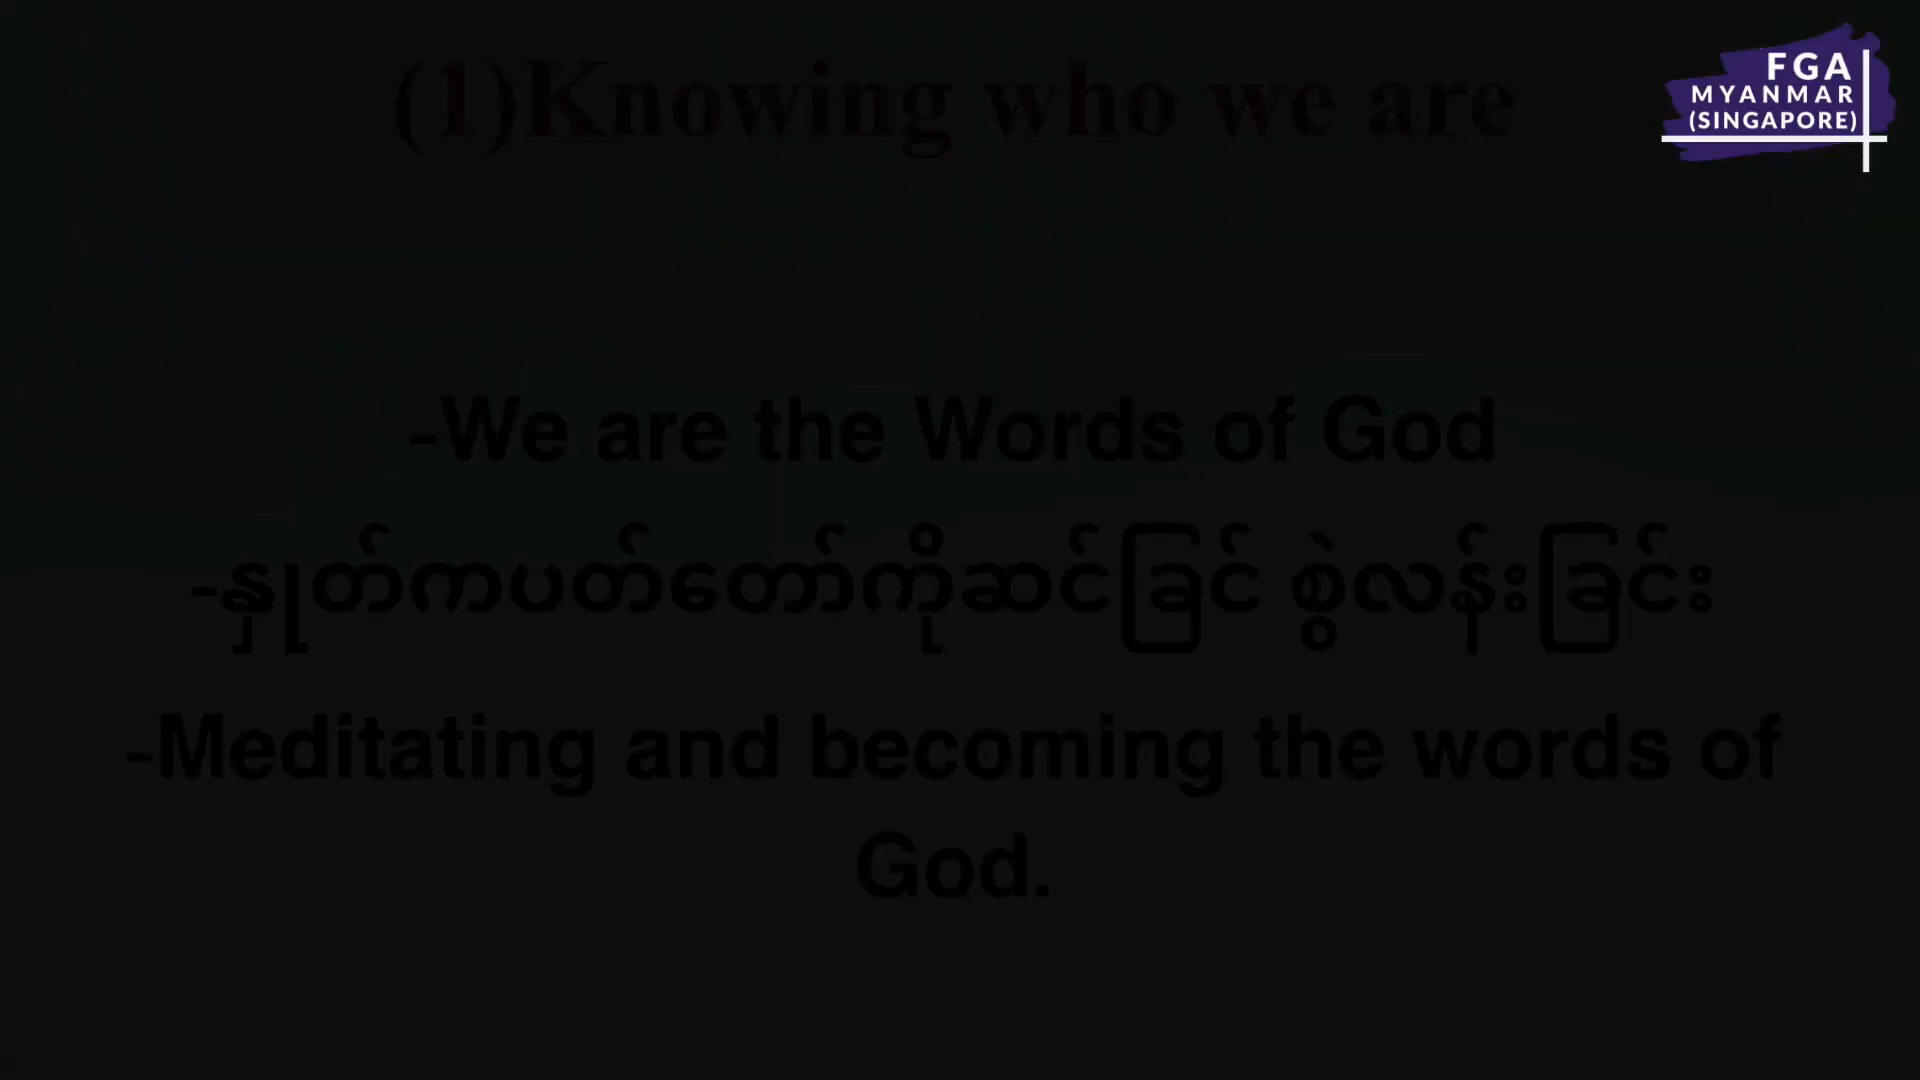 (1)Knowing who we are
FGA
MYANMAR
(SINGAPORE)
-We are the Words of God
-နှုတ်ကပတ်တော်ကိုဆင်ခြင် စွဲလန်းခြင်း
-Meditating and becoming the words of
God.